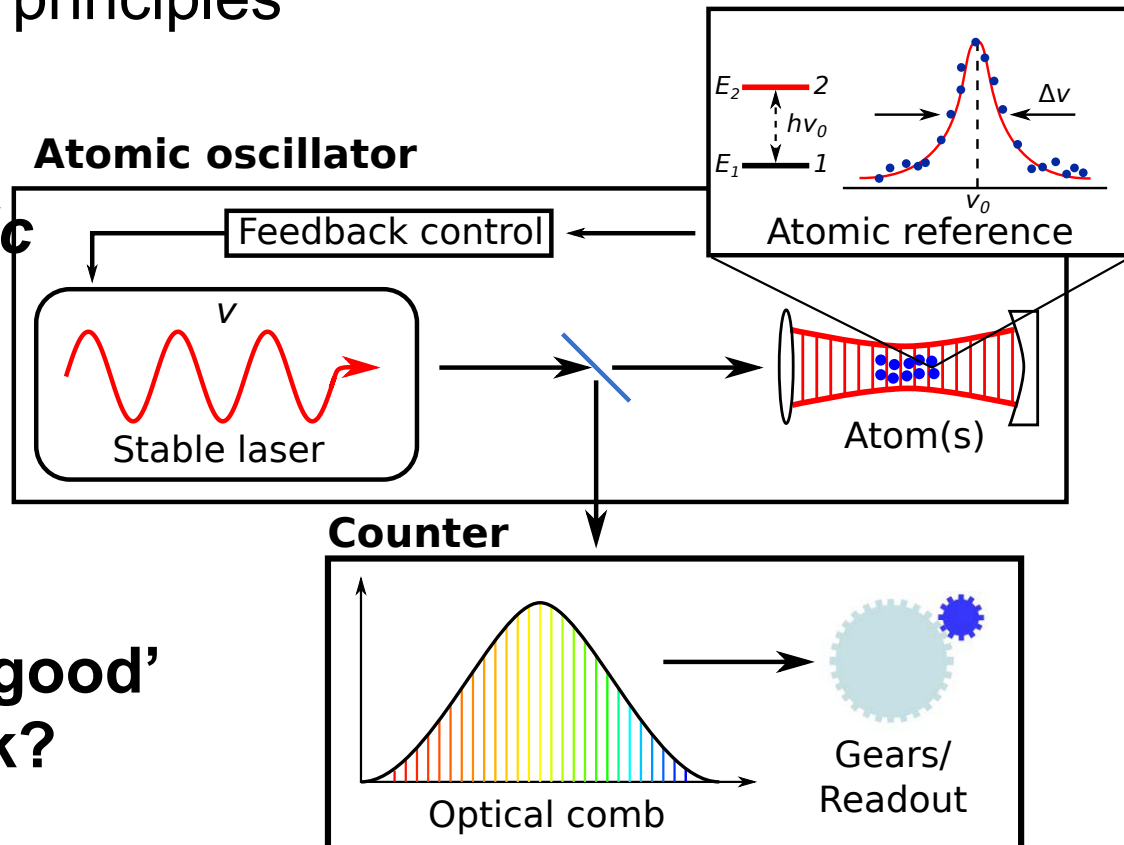 principles
Atomic oscillator
c
Feedback control
E2 2
hν0
E1 1
Δν
ν0
Atomic reference
ν
Stable laser
Atom(s)
Counter
good’
k?
Optical comb
Gears/
Readout